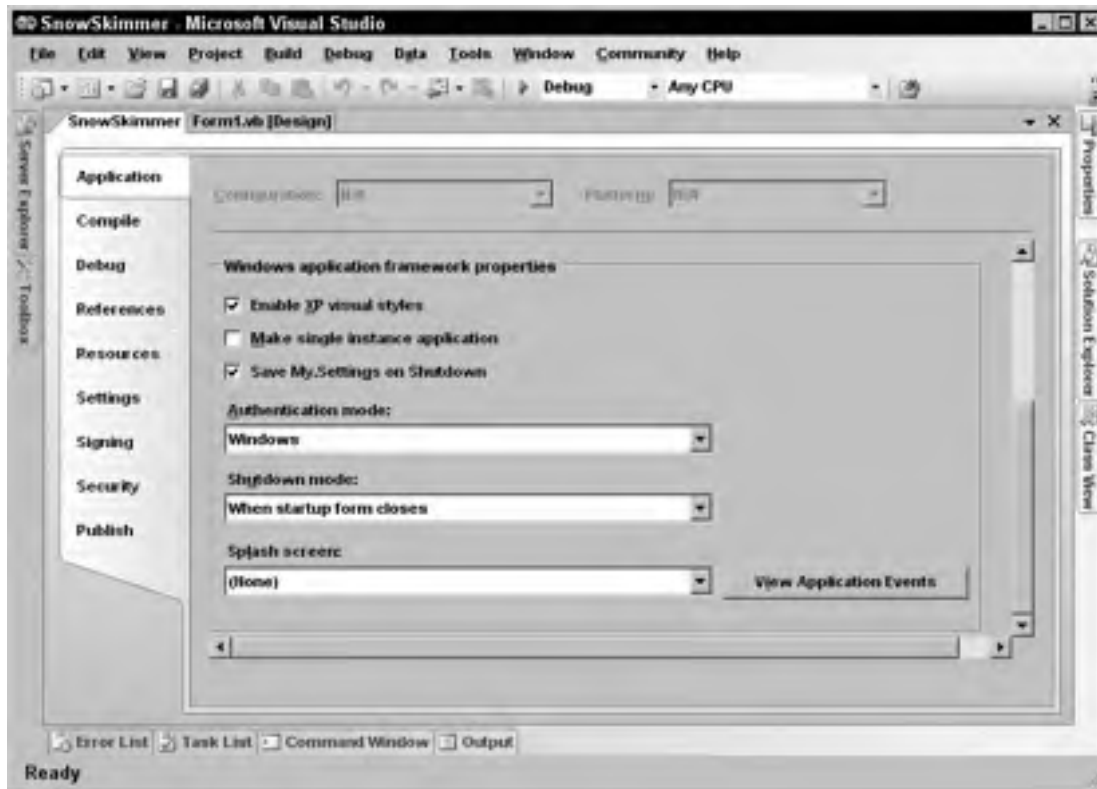 SnowSkimmer - Microsoft Visual Studio
File Edit View Project Build Debug Data Tools Window Community Help
Debug Any CPU
SnowSkimmer Form1.vb [Design]
Server Explorer
Toolbox
Properties
Solution Explorer
Class View
Application
Compile
Debug
References
Resources
Settings
Signing
Security
Publish
Configuration: N/A Platform: N/A
Windows application framework properties
Enable XP visual styles
Make single instance application
Save My.Settings on Shutdown
Authentication mode:
Windows
Shutdown mode:
When startup form closes
Splash screen:
(None)
View Application Events
Error List Task List Command Window Output
Ready